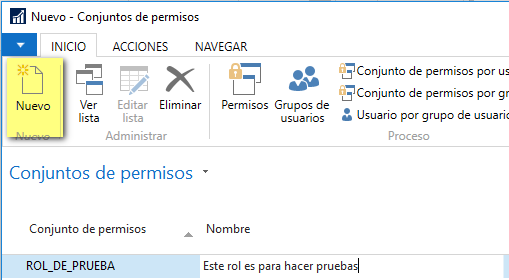 Nuevo - Conjuntos de permisos
INICIO ACCIONES NAVEGAR
Nuevo
Ver lista
Editar lista
Eliminar
Permisos
Grupos de usuarios
Conjunto de permisos por us
Conjunto de permisos por gr
Usuario por grupo de usuar
Nuevo Administrar Proceso
Conjuntos de permisos
Conjunto de permisos Nombre
ROL_DE_PRUEBA Este rol es para hacer pruebas